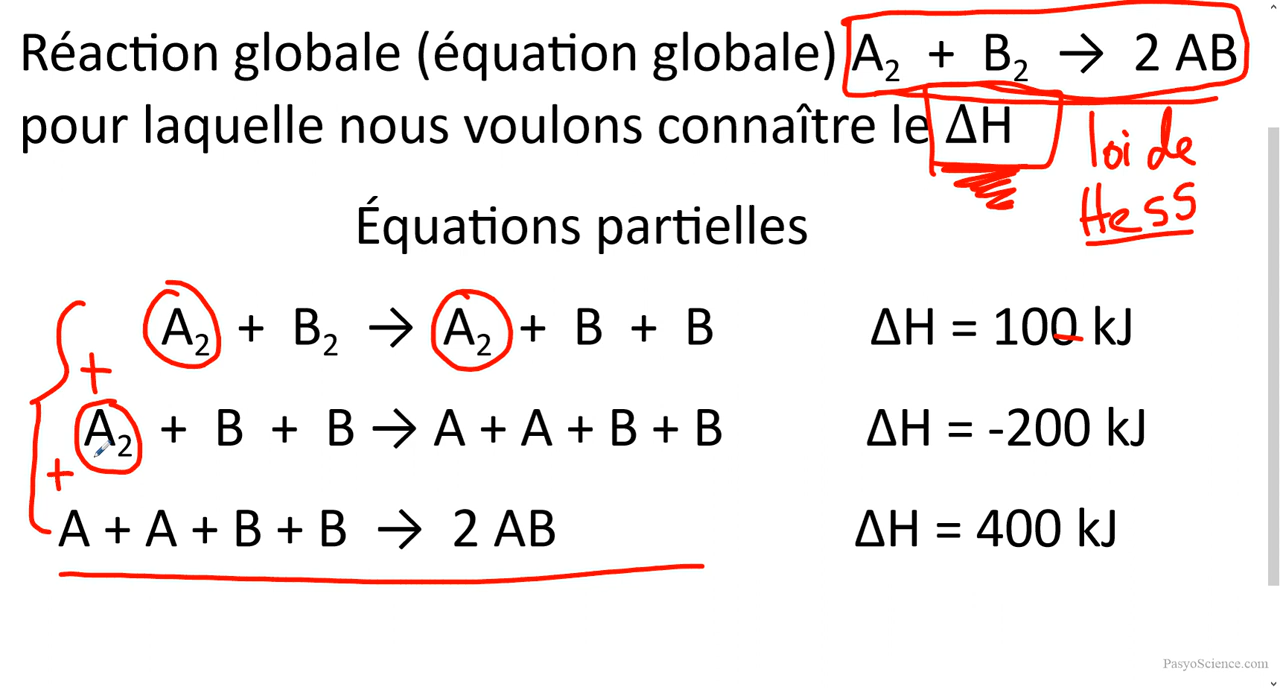 Réaction globale (équation globale) A₂ + B₂ → 2 AB
pour laquelle nous voulons connaître le ΔH
loi de
Hess
Équations partielles
A₂ + B₂ → A₂ + B + B ΔH = 100 kJ
+
A₂ + B + B → A + A + B + B ΔH = -200 kJ
+
A + A + B + B → 2 AB ΔH = 400 kJ
PasyoScience.com